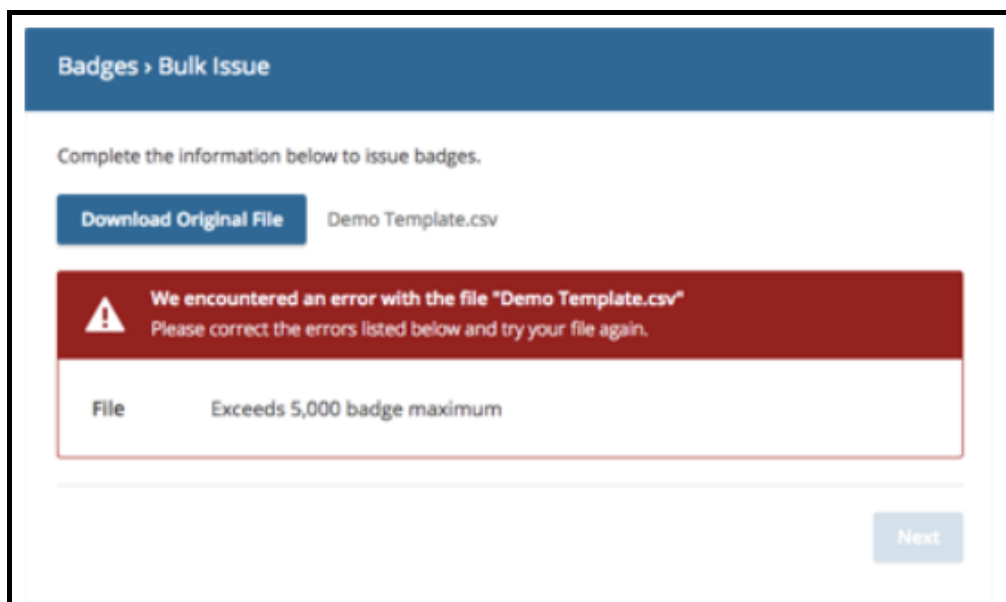 Badges › Bulk Issue
Complete the information below to issue badges.
Download Original File Demo Template.csv
We encountered an error with the file "Demo Template.csv"
Please correct the errors listed below and try your file again.
File Exceeds 5,000 badge maximum
Next